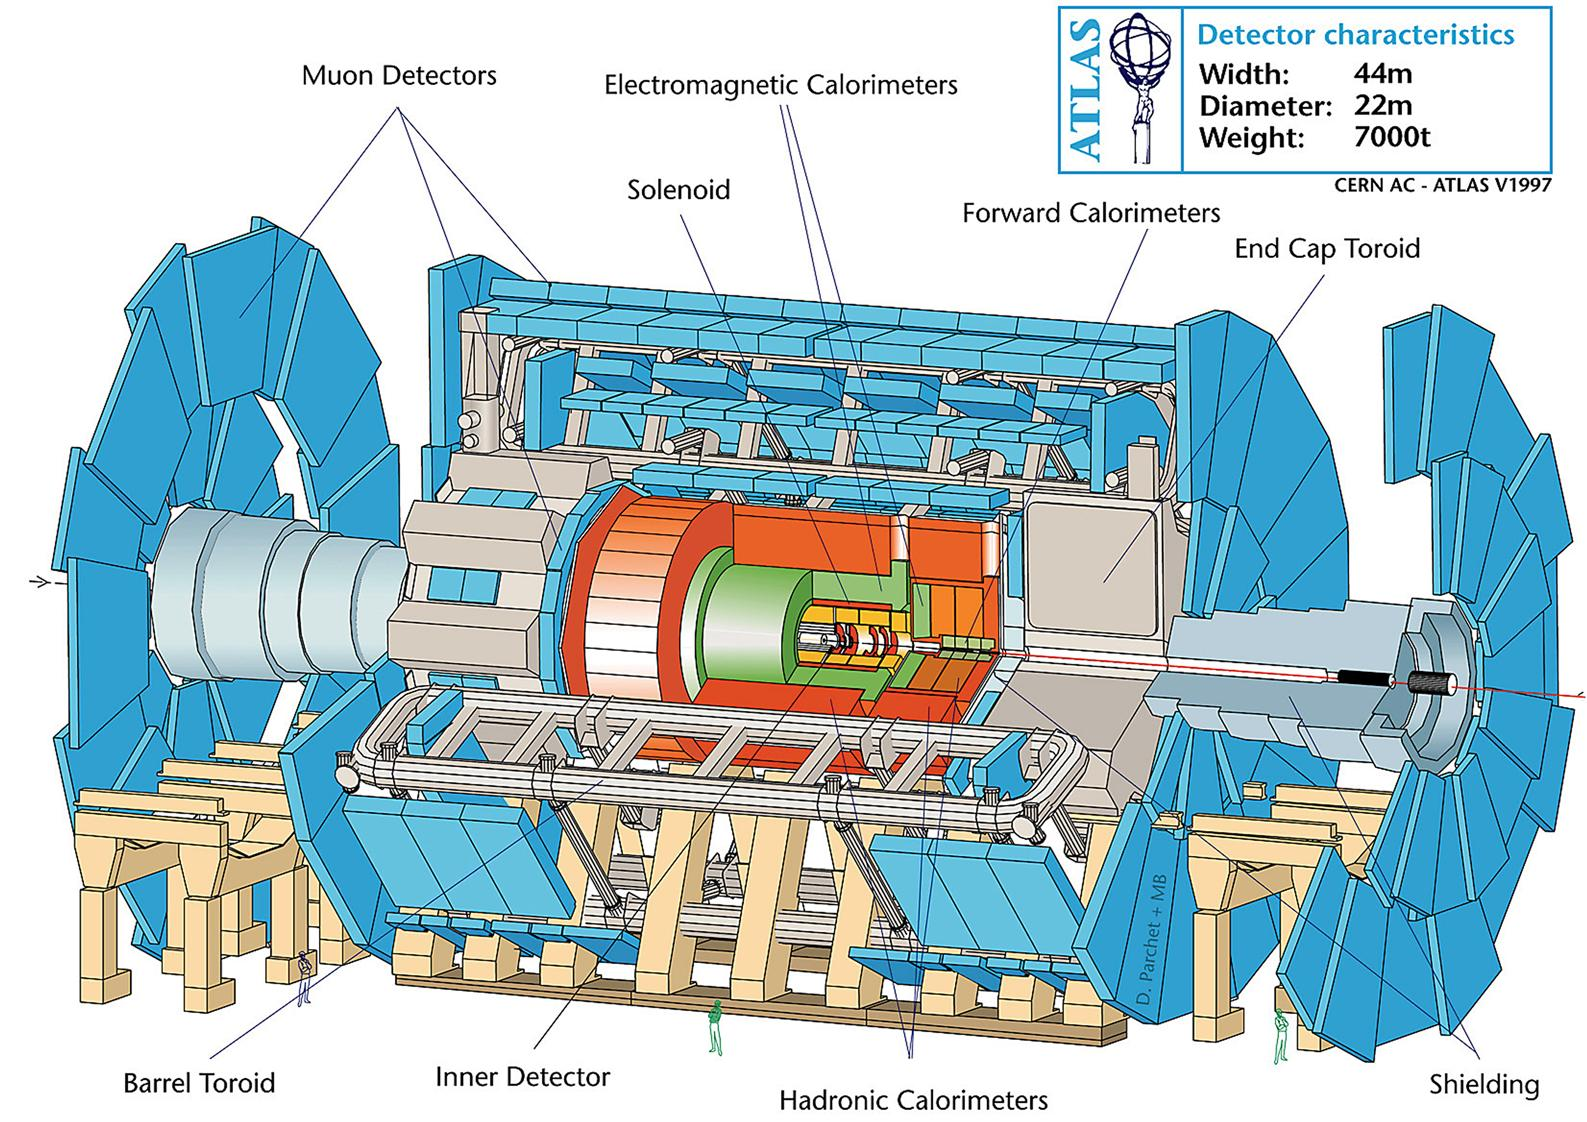 ATLAS
Detector characteristics
Width: 44m
Diameter: 22m
Weight: 7000t
CERN AC - ATLAS V1997
Muon Detectors
Electromagnetic Calorimeters
Solenoid
Forward Calorimeters
End Cap Toroid
D. Parchet + MB
Barrel Toroid
Inner Detector
Hadronic Calorimeters
Shielding